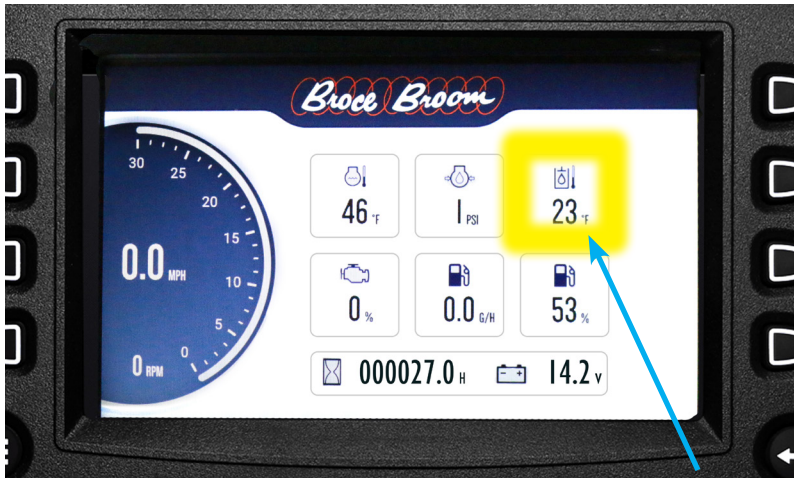 Broce Broom
30
25
20
15
10
5
0
0.0 MPH
0 RPM
46 °F
1 PSI
23 °F
0 %
0.0 G/H
53 %
000027.0 H
14.2 V